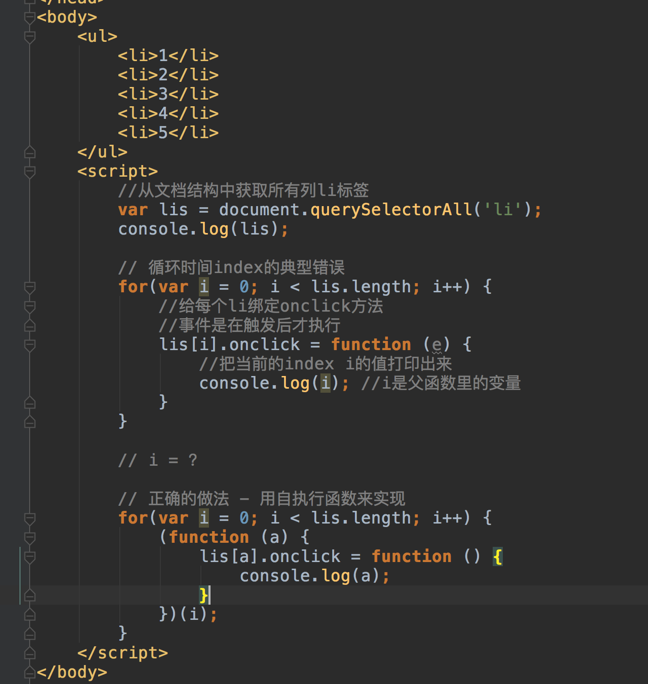 </head>
<body>
<ul>
<li>1</li>
<li>2</li>
<li>3</li>
<li>4</li>
<li>5</li>
</ul>
<script>
//从文档结构中获取所有列li标签
var lis = document.querySelectorAll('li');
console.log(lis);
// 循环时间index的典型错误
for(var i = 0; i < lis.length; i++) {
//给每个li绑定onclick方法
//事件是在触发后才执行
lis[i].onclick = function (e) {
//把当前的index i的值打印出来
console.log(i); //i是父函数里的变量
}
}
// i = ?
// 正确的做法 - 用自执行函数来实现
for(var i = 0; i < lis.length; i++) {
(function (a) {
lis[a].onclick = function () {
console.log(a);
}
})(i);
}
</script>
</body>